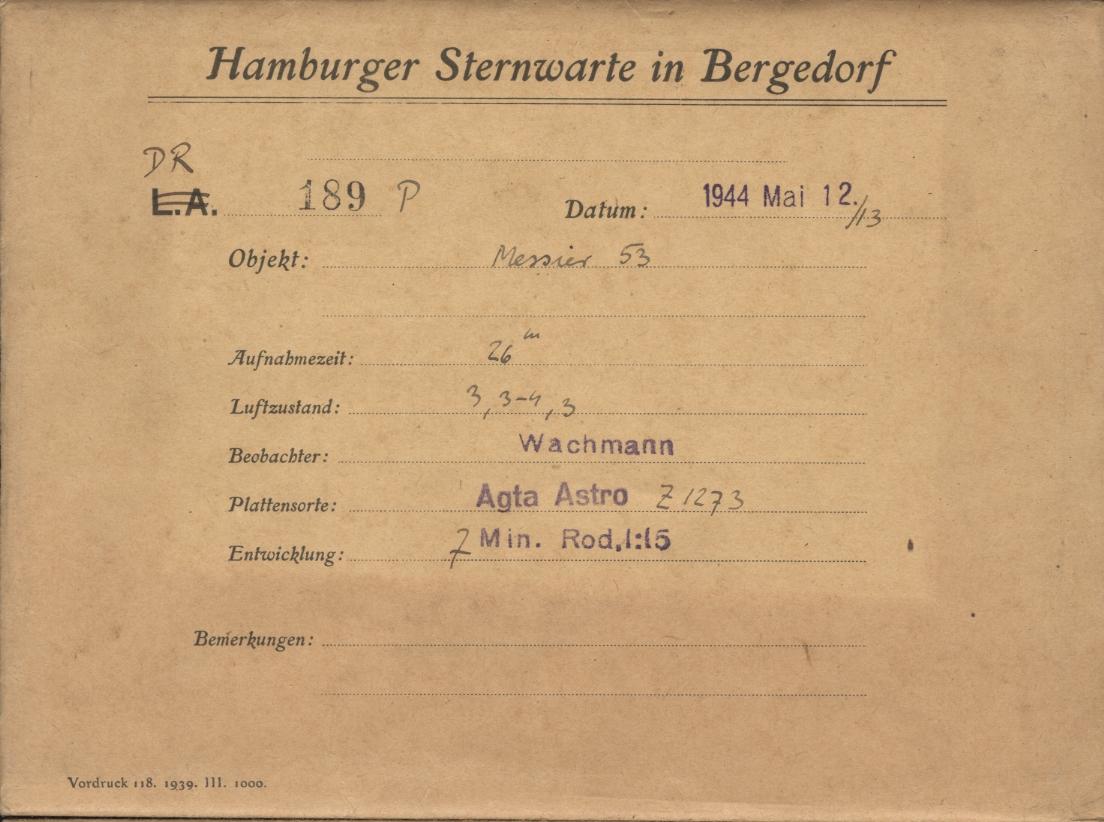 Hamburger Sternwarte in Bergedorf
DR
L.A. 189 P Datum: 1944 Mai 12./13
Objekt: Messier 53
Aufnahmezeit: 26 m
Luftzustand: 3, 3-4, 3
Beobachter: Wachmann
Plattensorte: Agfa Astro Z 1273
Entwicklung: 7 Min. Rod. 1:15
Bemerkungen:
Vordruck 118. 1939. III. 1000.